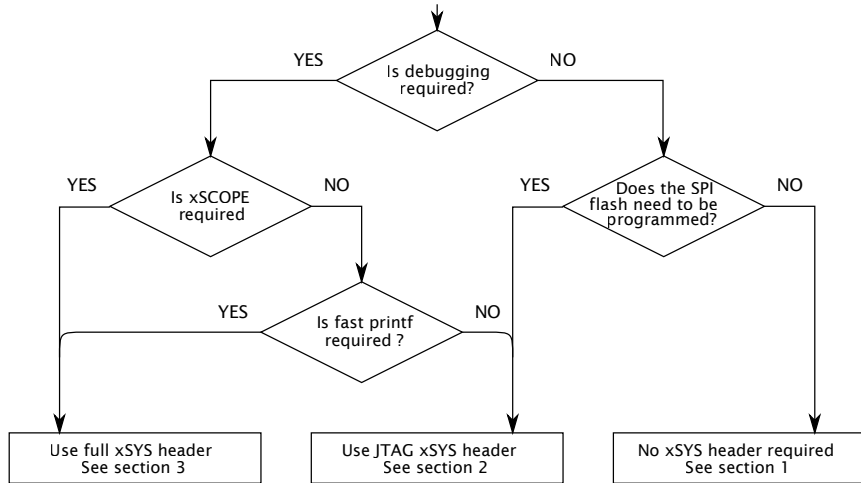 Is debugging
required?
YES
NO
Is xSCOPE
required
YES
NO
Does the SPI
flash need to be
programmed?
YES
NO
Is fast printf
required ?
YES
NO
Use full xSYS header
See section 3
Use JTAG xSYS header
See section 2
No xSYS header required
See section 1